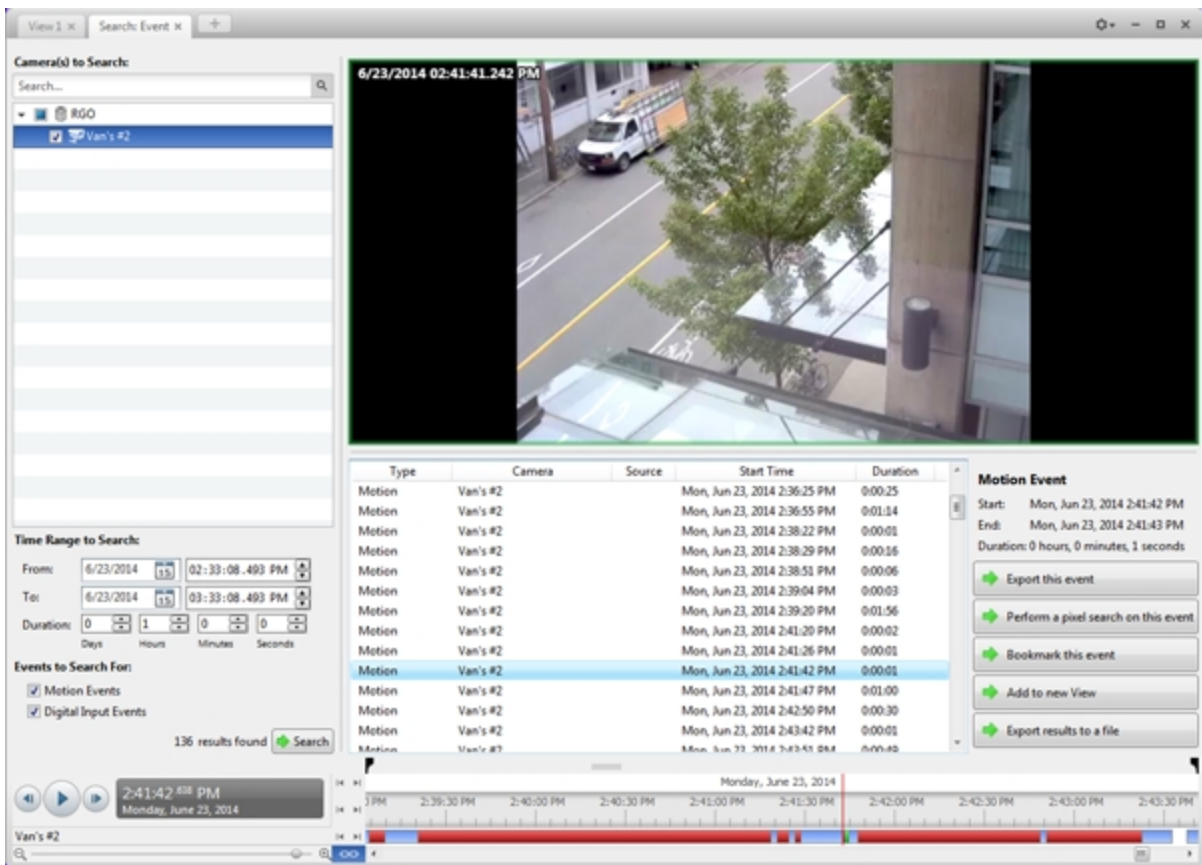 View 1
Search: Event
Camera(s) to Search:
Search...
RGO
Van's #2
6/23/2014 02:41:41.242 PM
Type Camera Source Start Time Duration
Motion Van's #2 Mon, Jun 23, 2014 2:36:25 PM 0:00:25
Motion Van's #2 Mon, Jun 23, 2014 2:36:55 PM 0:01:14
Motion Van's #2 Mon, Jun 23, 2014 2:38:22 PM 0:00:01
Motion Van's #2 Mon, Jun 23, 2014 2:38:29 PM 0:00:16
Motion Van's #2 Mon, Jun 23, 2014 2:38:51 PM 0:00:06
Motion Van's #2 Mon, Jun 23, 2014 2:39:04 PM 0:00:03
Motion Van's #2 Mon, Jun 23, 2014 2:39:20 PM 0:01:56
Motion Van's #2 Mon, Jun 23, 2014 2:41:20 PM 0:00:02
Motion Van's #2 Mon, Jun 23, 2014 2:41:26 PM 0:00:01
Motion Van's #2 Mon, Jun 23, 2014 2:41:42 PM 0:00:01
Motion Van's #2 Mon, Jun 23, 2014 2:41:47 PM 0:01:00
Motion Van's #2 Mon, Jun 23, 2014 2:42:50 PM 0:00:30
Motion Van's #2 Mon, Jun 23, 2014 2:43:42 PM 0:00:01
Motion Van's #2 Mon, Jun 23, 2014 2:43:51 PM 0:00:49
Motion Event
Start: Mon, Jun 23, 2014 2:41:42 PM
End: Mon, Jun 23, 2014 2:41:43 PM
Duration: 0 hours, 0 minutes, 1 seconds
Export this event
Perform a pixel search on this event
Bookmark this event
Add to new View
Export results to a file
Time Range to Search:
From: 6/23/2014 15 02:33:08.493 PM
To: 6/23/2014 15 03:33:08.493 PM
Duration: 0 1 0 0
Days Hours Minutes Seconds
Events to Search For:
Motion Events
Digital Input Events
136 results found Search
2:41:42.638 PM
Monday, June 23, 2014
Monday, June 23, 2014
PM 2:39:30 PM 2:40:00 PM 2:40:30 PM 2:41:00 PM 2:41:30 PM 2:42:00 PM 2:42:30 PM 2:43:00 PM 2:43:30 PM
Van's #2